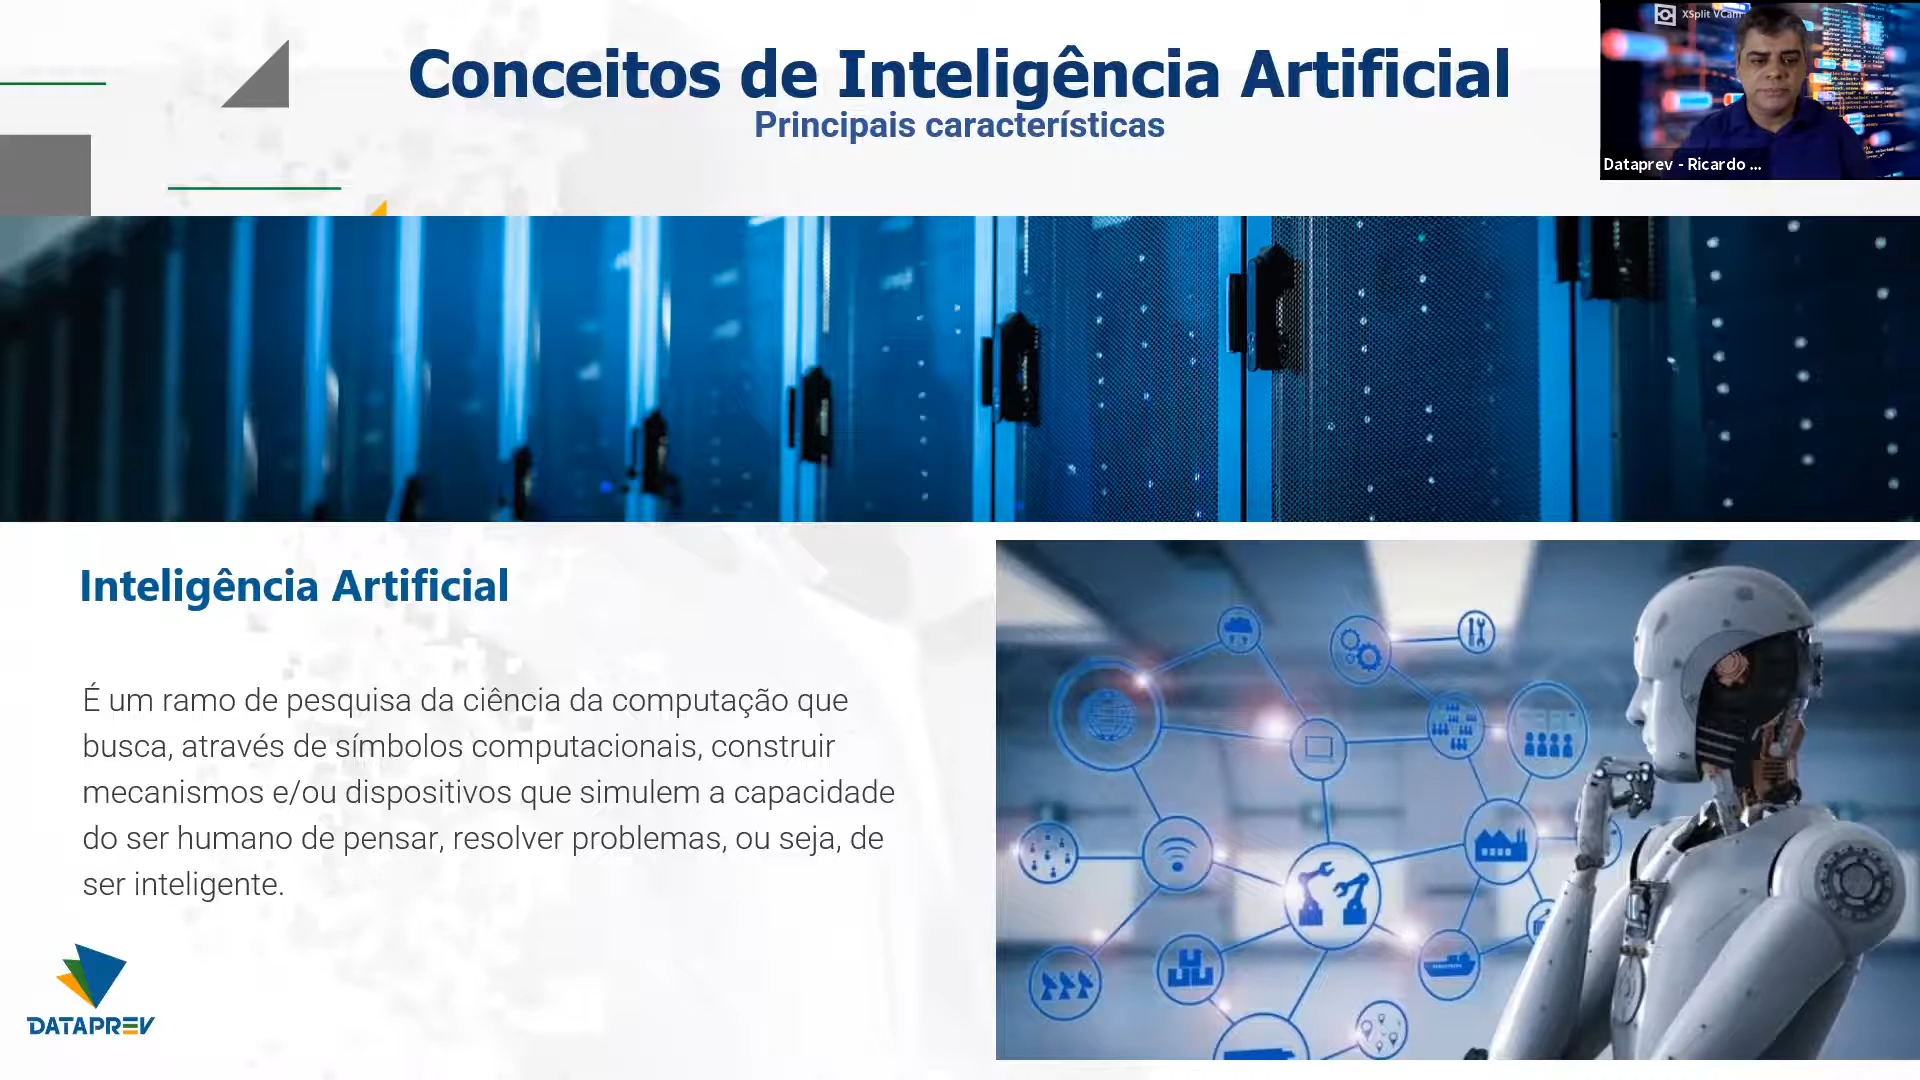 Conceitos de Inteligência Artificial
Principais características
XSplit VCam
Dataprev - Ricardo ...
Inteligência Artificial
É um ramo de pesquisa da ciência da computação que
busca, através de símbolos computacionais, construir
mecanismos e/ou dispositivos que simulem a capacidade
do ser humano de pensar, resolver problemas, ou seja, de
ser inteligente.
DATAPREV